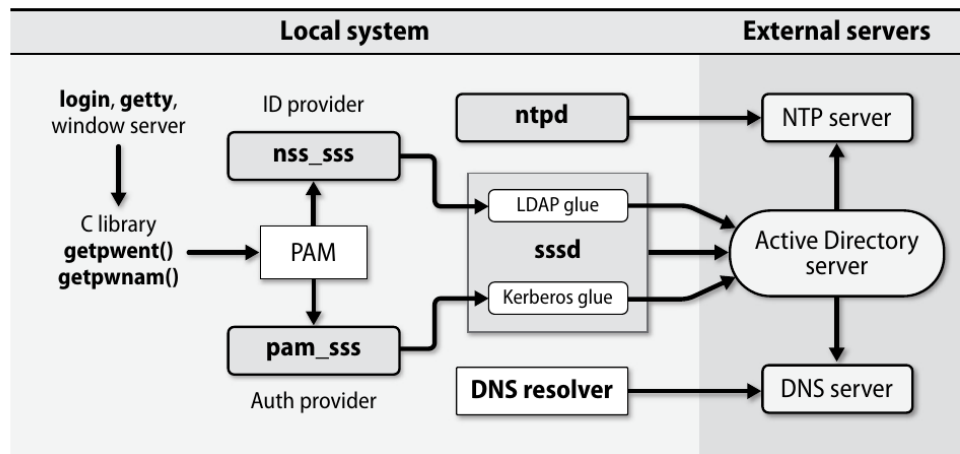 Local system
External servers
login, getty,
window server
ID provider
nss_sss
ntpd
NTP server
C library
getpwent()
getpwnam()
PAM
LDAP glue
sssd
Kerberos glue
Active Directory
server
pam_sss
Auth provider
DNS resolver
DNS server